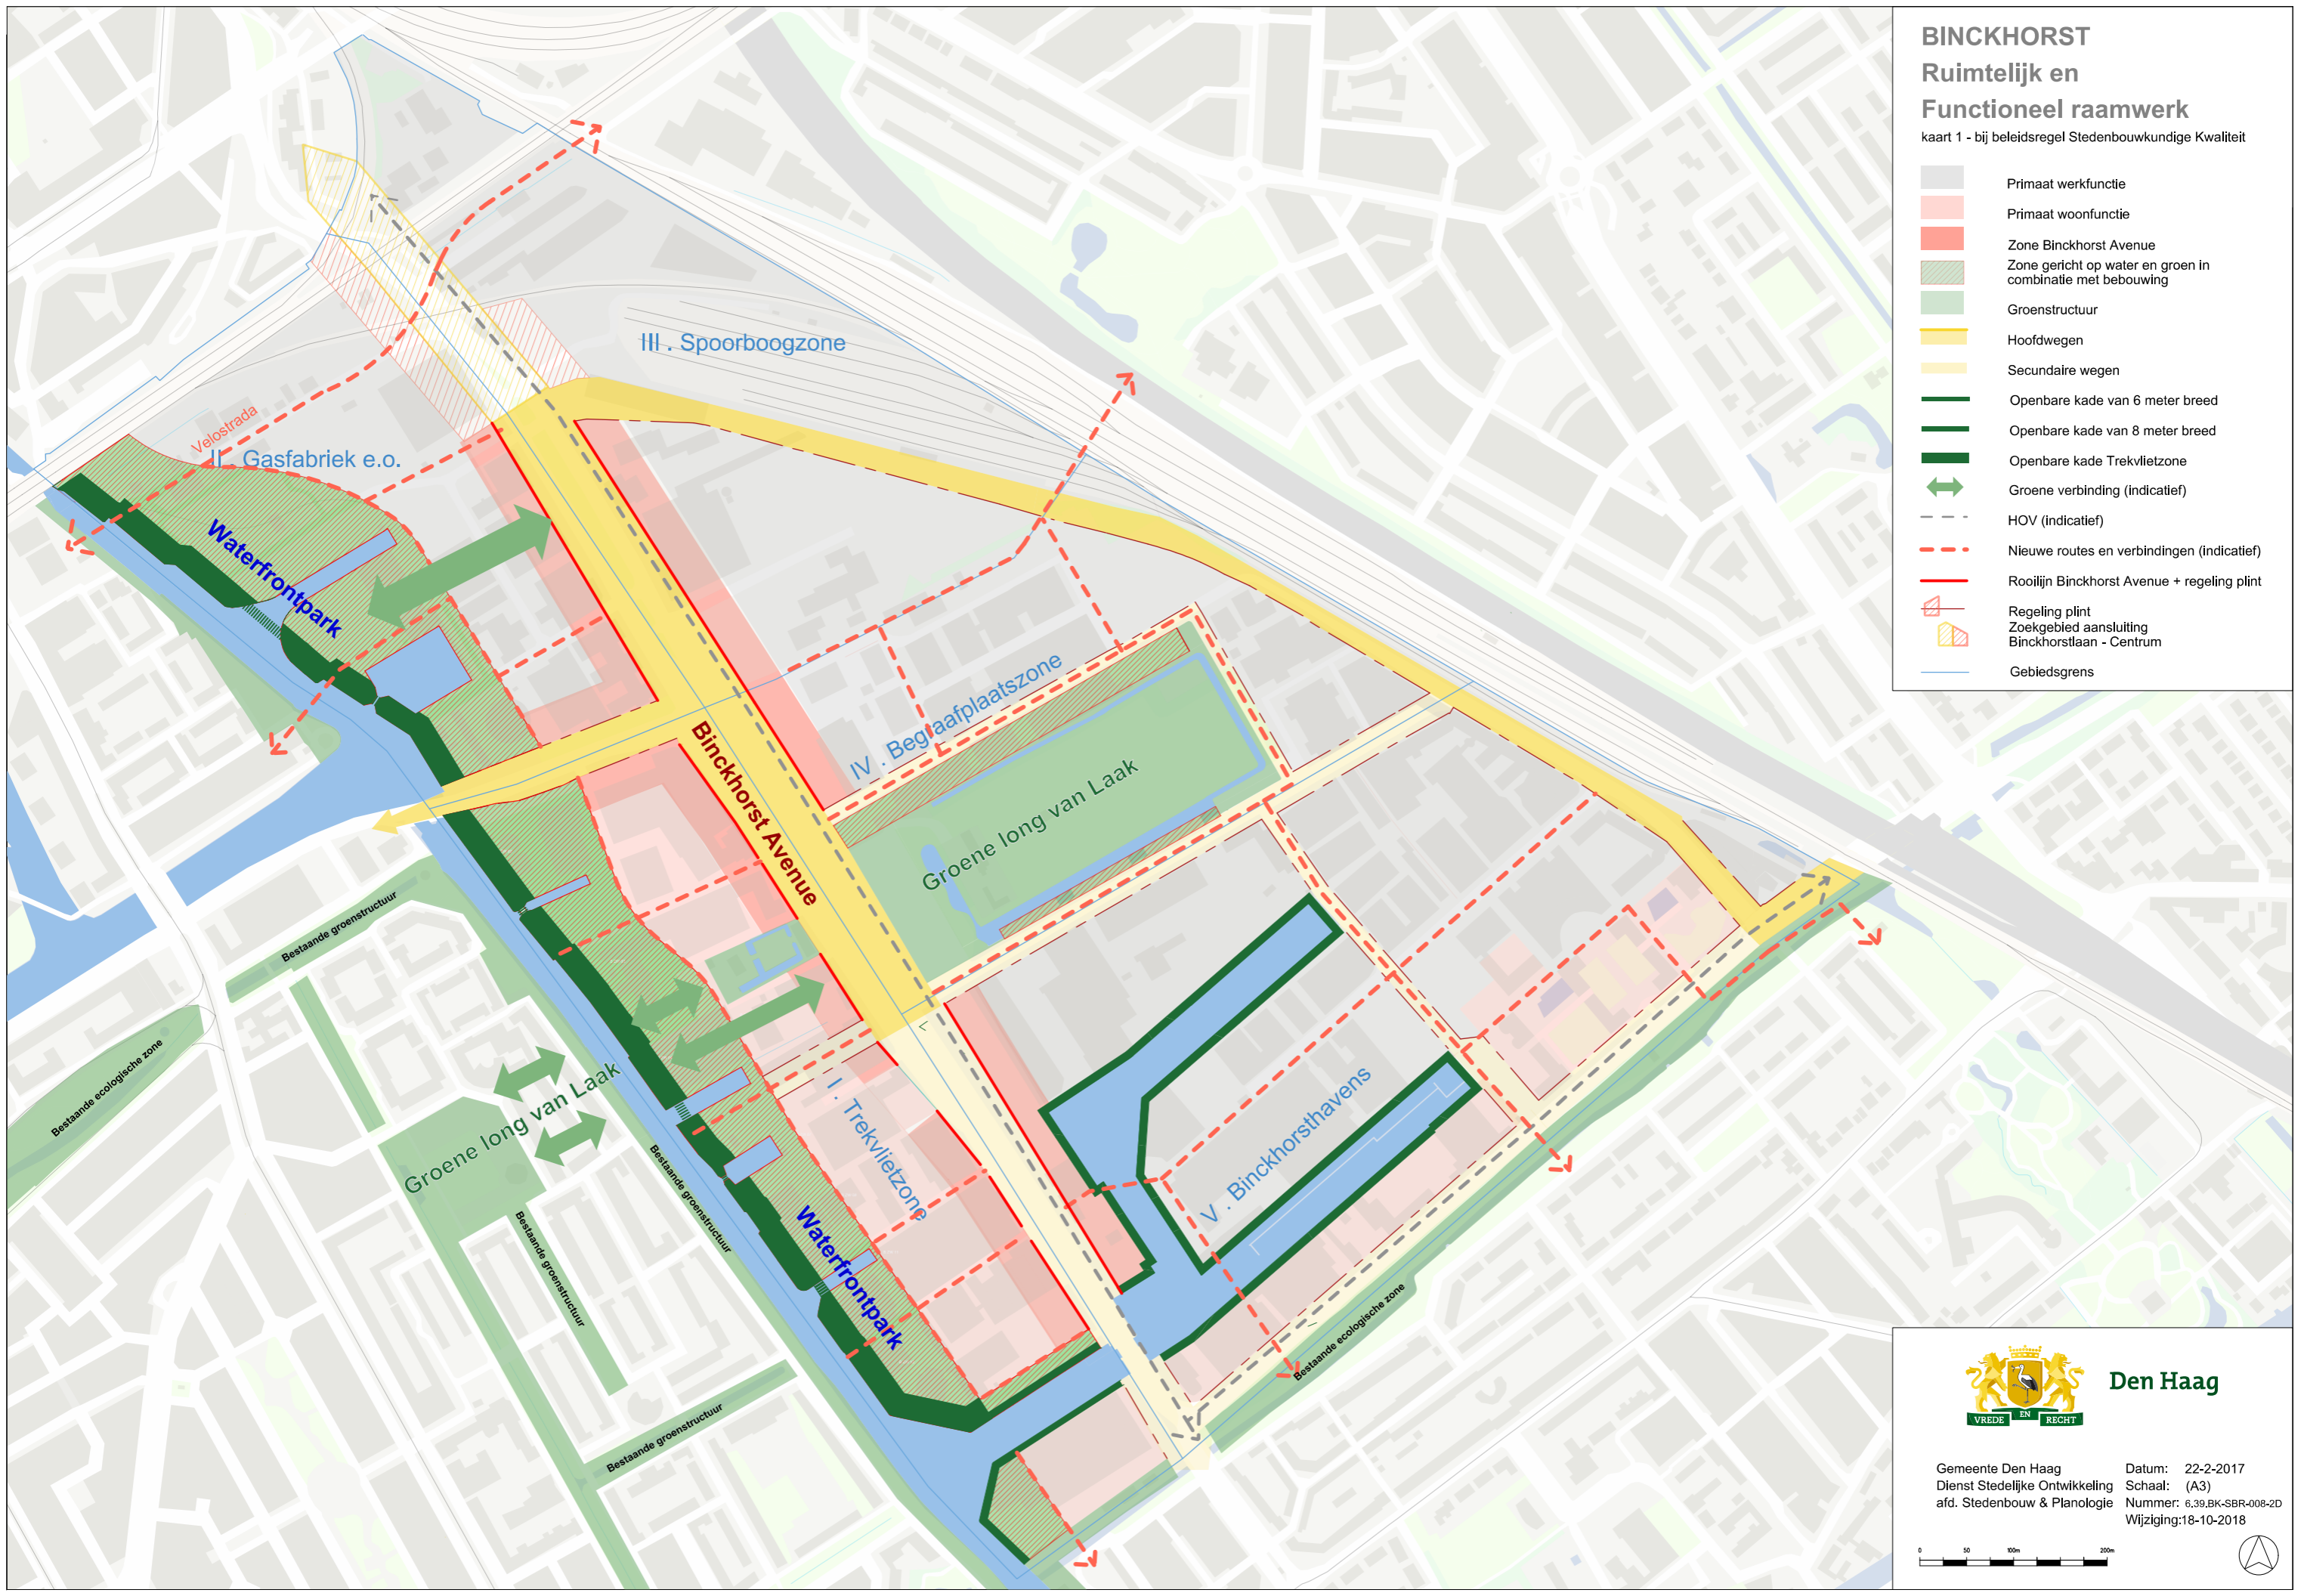 BINCKHORST
Ruimtelijk en
Functioneel raamwerk
kaart 1 - bij beleidsregel Stedenbouwkundige Kwaliteit
Primaat werkfunctie
Primaat woonfunctie
Zone Binckhorst Avenue
Zone gericht op water en groen in
combinatie met bebouwing
Groenstructuur
Hoofdwegen
Secundaire wegen
Openbare kade van 6 meter breed
Openbare kade van 8 meter breed
Openbare kade Trekvlietzone
Groene verbinding (indicatief)
HOV (indicatief)
Nieuwe routes en verbindingen (indicatief)
Rooilijn Binckhorst Avenue + regeling plint
Regeling plint
Zoekgebied aansluiting
Binckhorstlaan - Centrum
Gebiedsgrens
III . Spoorboogzone
Velostrada
II . Gasfabriek e.o.
Waterfrontpark
IV . Begraafplaatszone
Binckhorst Avenue
Groene long van Laak
Bestaande groenstructuur
Bestaande ecologische zone
Groene long van Laak
I . Trekvlietzone
V . Binckhorsthavens
Bestaande groenstructuur
Bestaande groenstructuur
Waterfrontpark
Bestaande ecologische zone
Bestaande groenstructuur
VREDE EN RECHT
Den Haag
Gemeente Den Haag
Dienst Stedelijke Ontwikkeling
afd. Stedenbouw & Planologie
Datum: 22-2-2017
Schaal: (A3)
Nummer: 6,39,BK-SBR-008-2D
Wijziging:18-10-2018
0 50 100m 200m